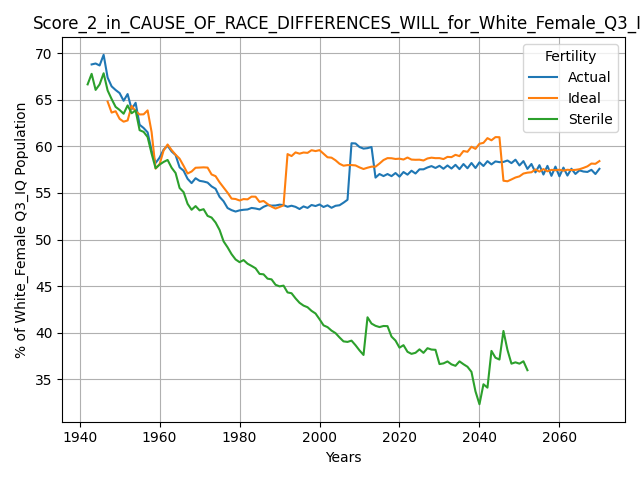 Score_2_in_CAUSE_OF_RACE_DIFFERENCES_WILL_for_White_Female_Q3_I
% of White_Female Q3_IQ Population
70
65
60
55
50
45
40
35
Fertility
Actual
Ideal
Sterile
1940 1960 1980 2000 2020 2040 2060
Years